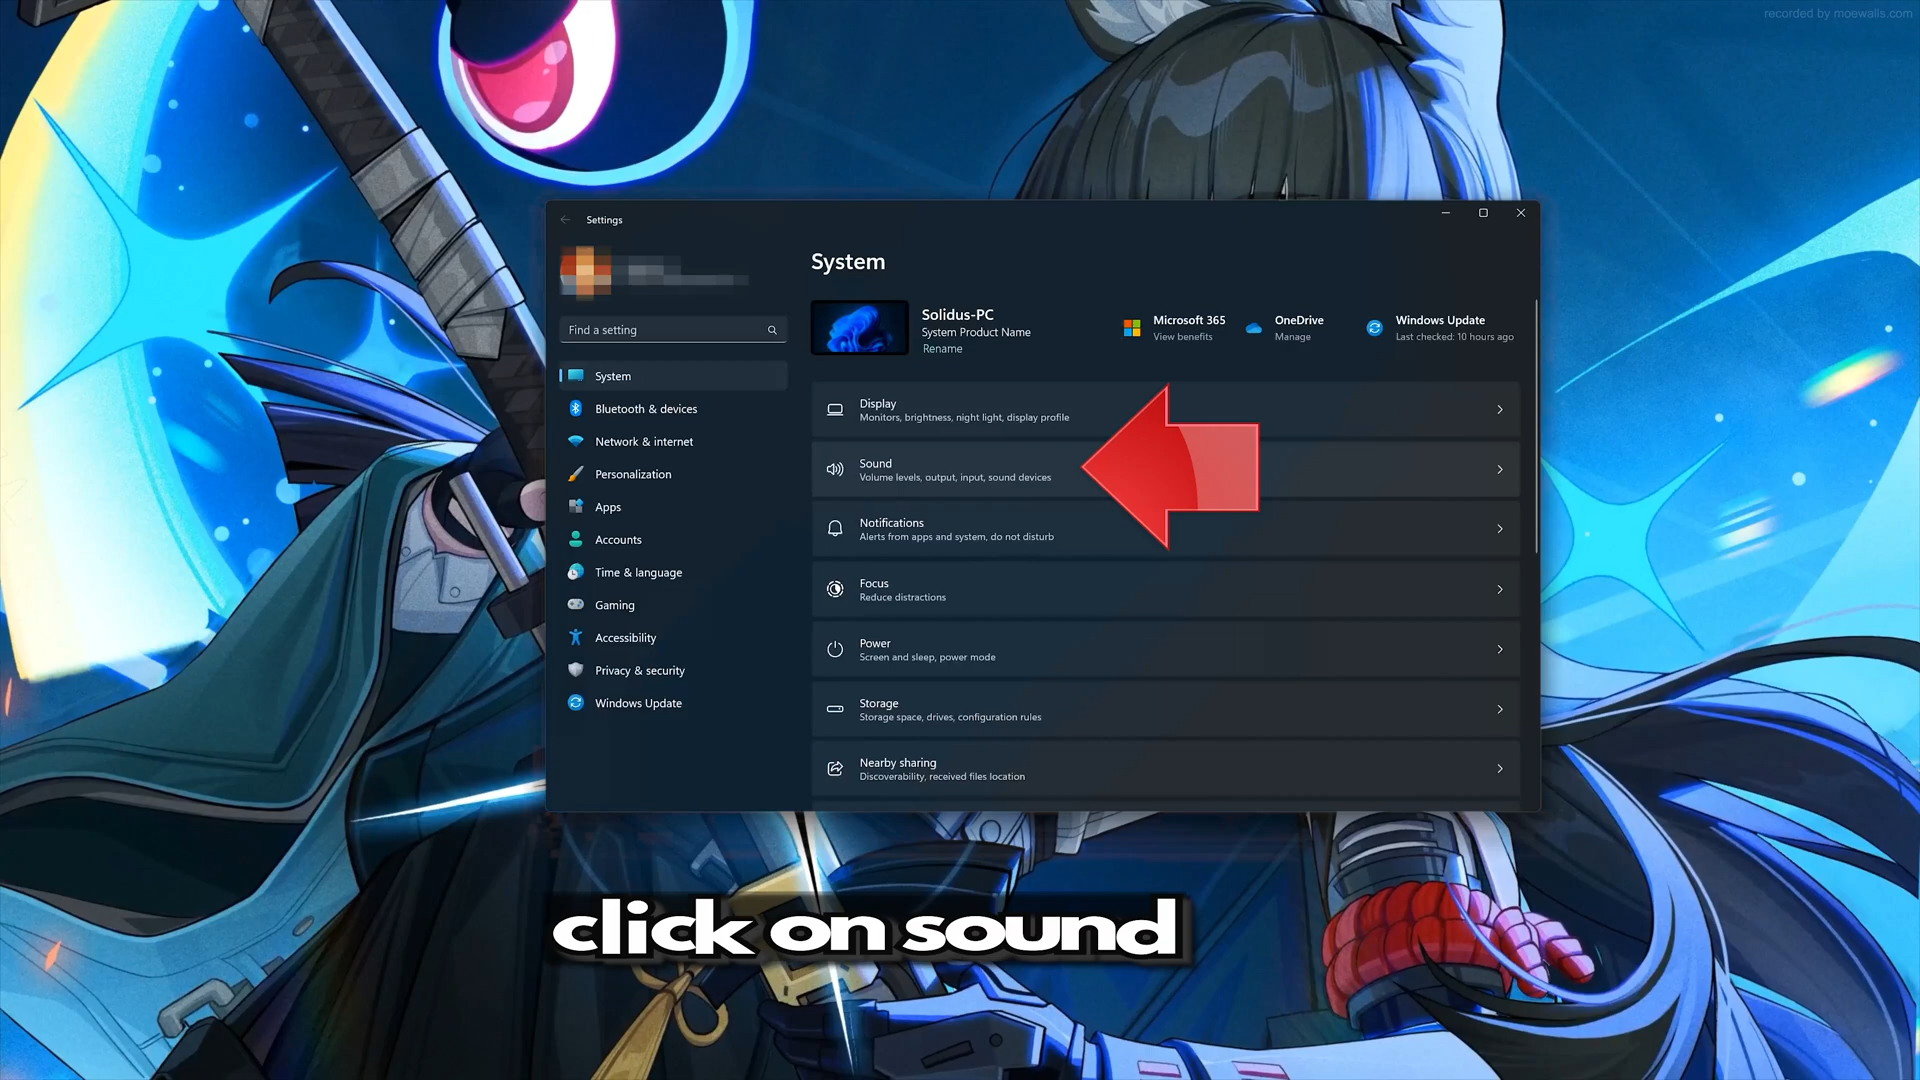 recorded by moewalls.com
Settings
Find a setting
System
Bluetooth & devices
Network & internet
Personalization
Apps
Accounts
Time & language
Gaming
Accessibility
Privacy & security
Windows Update
System
Solidus-PC
System Product Name
Rename
Microsoft 365
View benefits
OneDrive
Manage
Windows Update
Last checked: 10 hours ago
Display
Monitors, brightness, night light, display profile
Sound
Volume levels, output, input, sound devices
Notifications
Alerts from apps and system, do not disturb
Focus
Reduce distractions
Power
Screen and sleep, power mode
Storage
Storage space, drives, configuration rules
Nearby sharing
Discoverability, received files location
click on sound